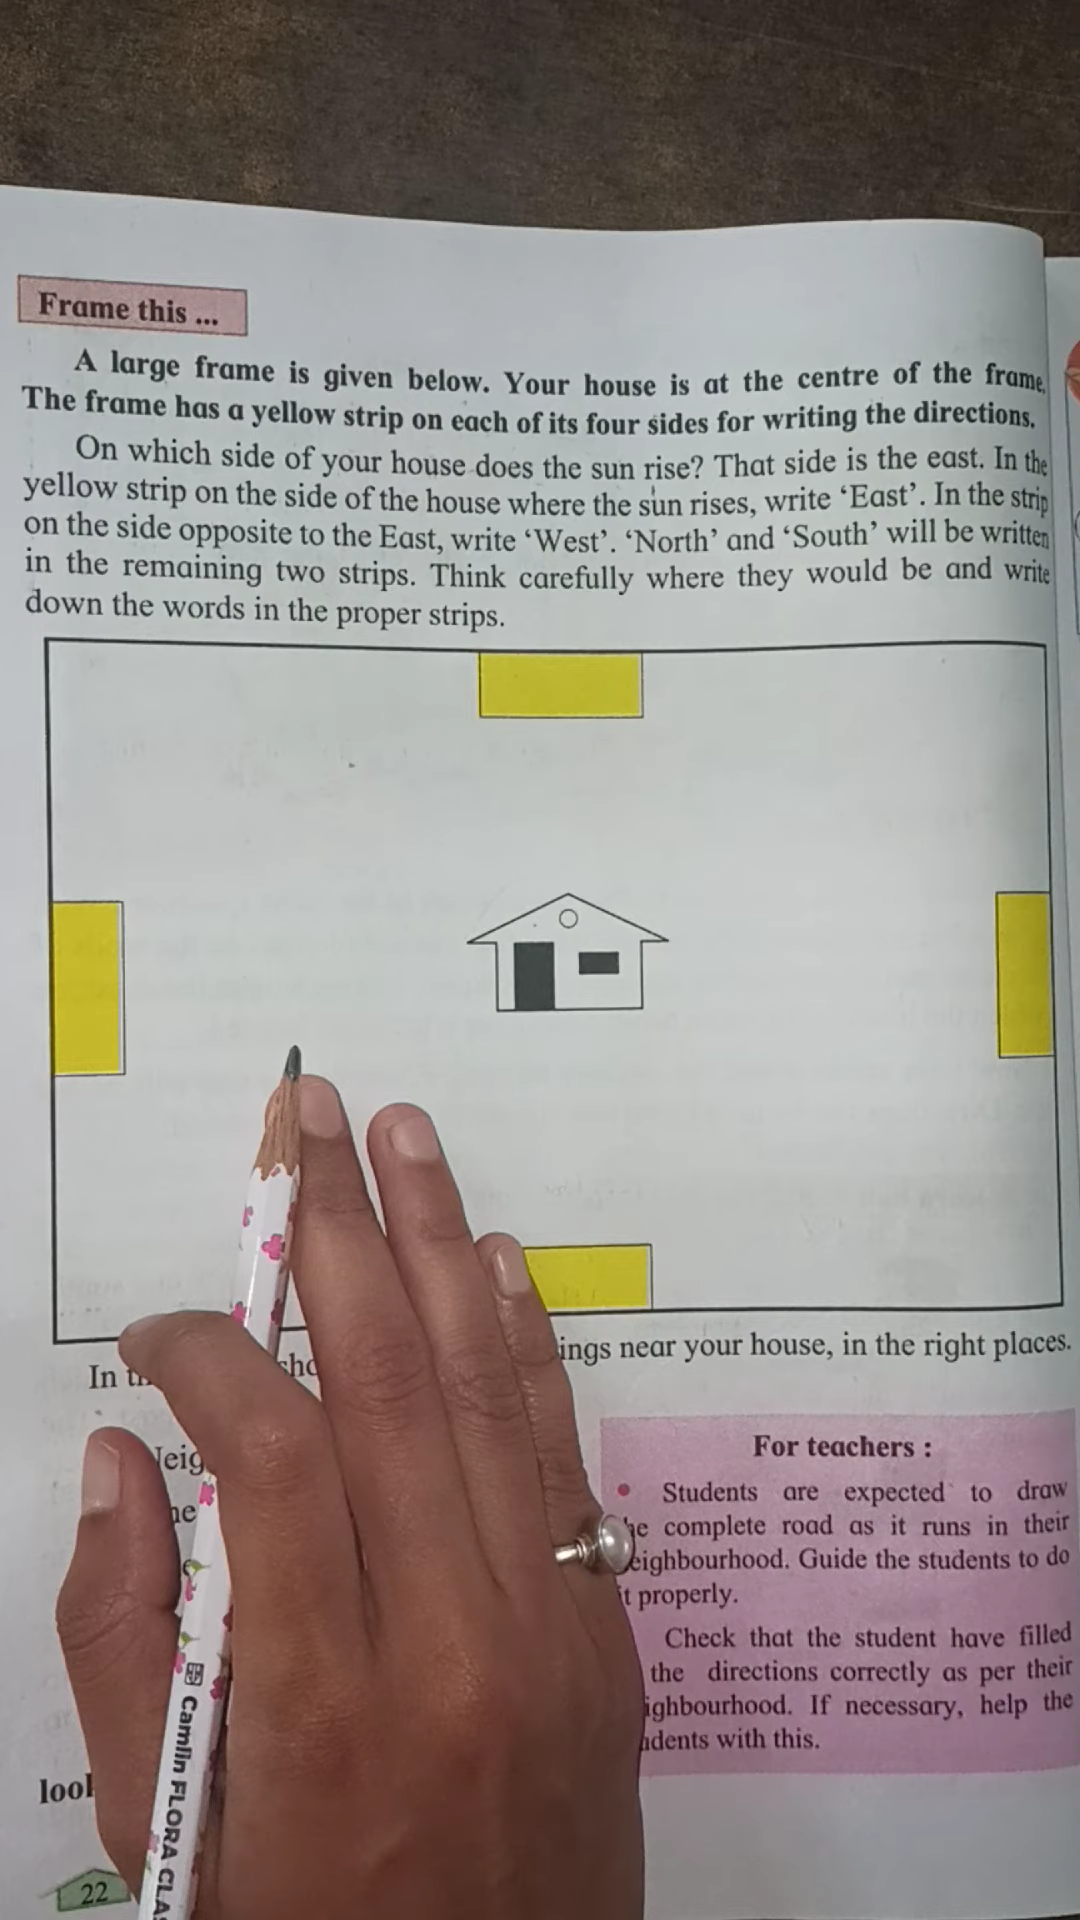 Frame this ...
A large frame is given below. Your house is at the centre of the frame.
The frame has a yellow strip on each of its four sides for writing the directions.
On which side of your house does the sun rise? That side is the east. In the
yellow strip on the side of the house where the sun rises, write ‘East’. In the strip
on the side opposite to the East, write ‘West’. ‘North’ and ‘South’ will be written
in the remaining two strips. Think carefully where they would be and write
down the words in the proper strips.
In near your house, in the right places.
For teachers :
• Students are expected to draw
complete road as it runs in their
Guide the students to do
it properly.
Check that the student have filled
the directions correctly as per their
If necessary, help the
with this.
Camlin FLORA
22